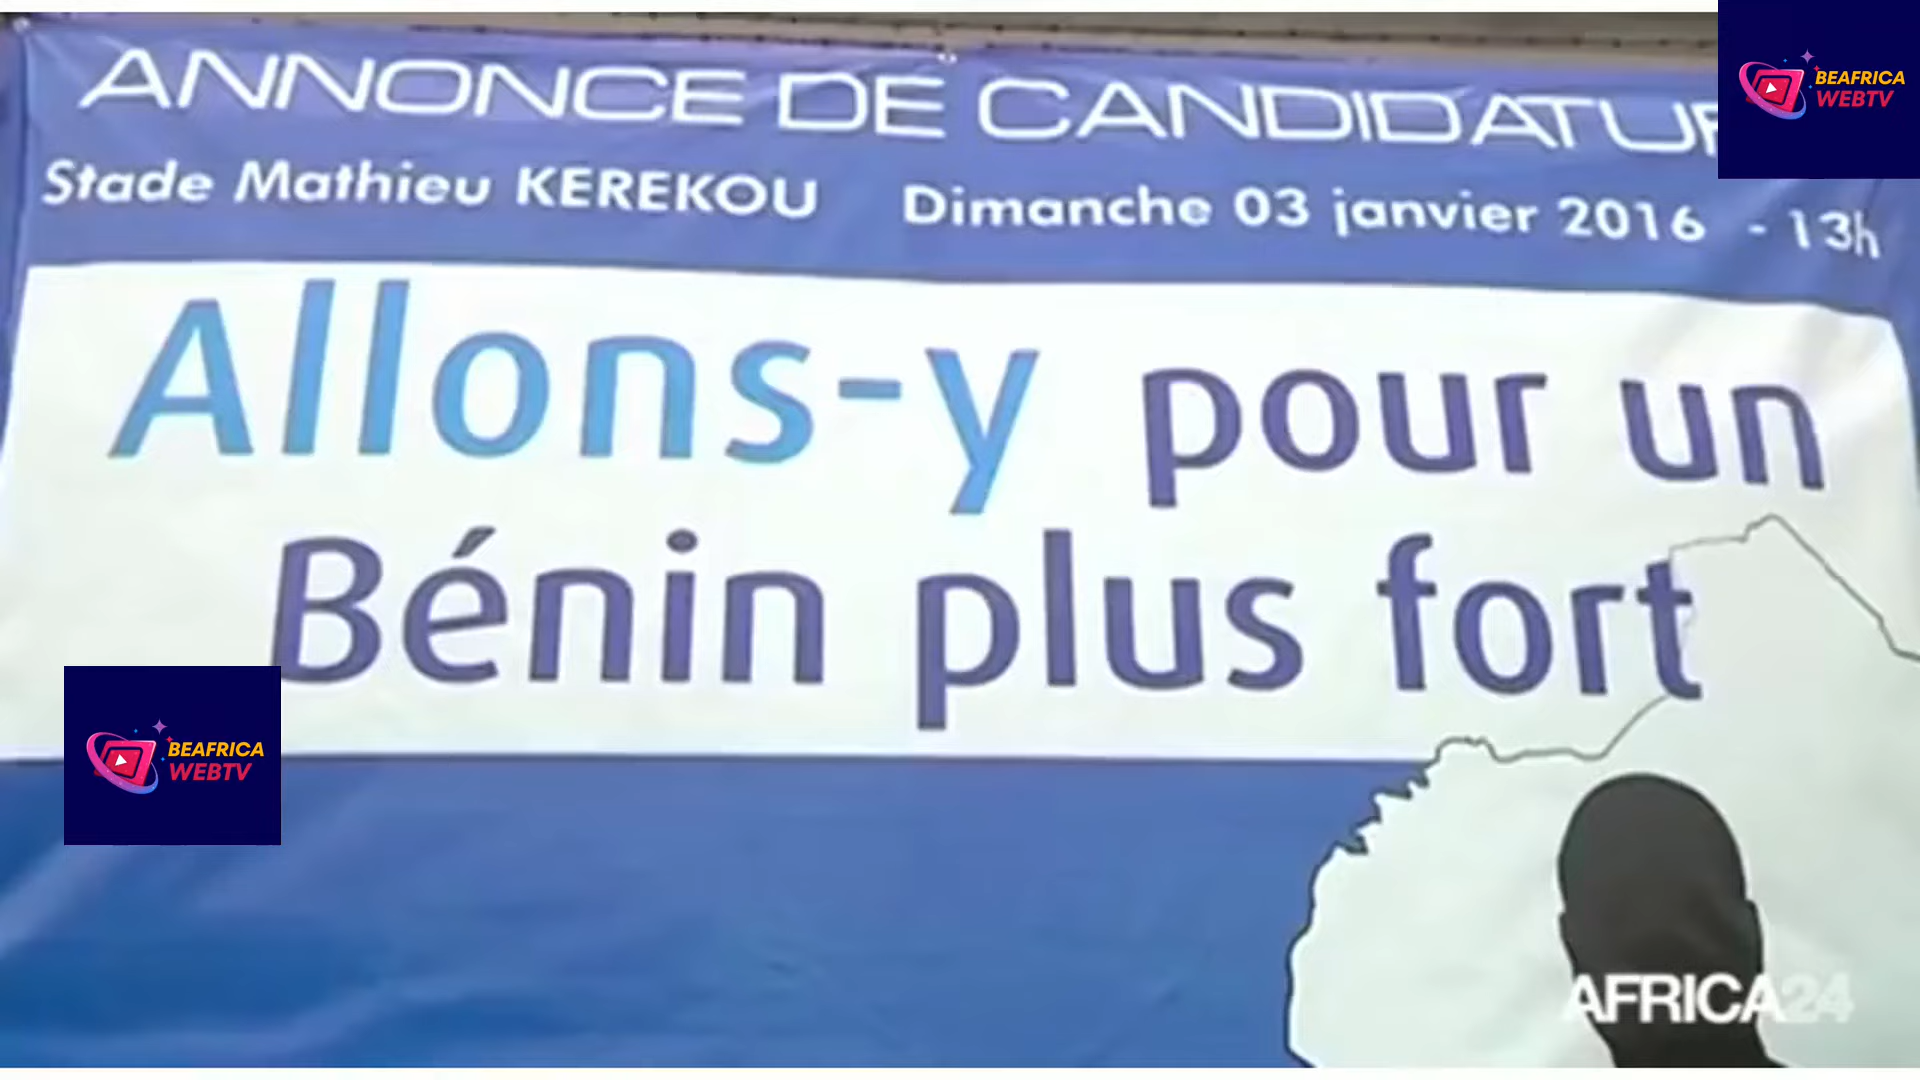 ANNONCE DE CANDIDATUR
BEAFRICA
WEBTV
Stade Mathieu KEREKOU Dimanche 03 janvier 2016 - 13h
Allons-y pour un
Bénin plus fort
BEAFRICA
WEBTV
AFRICA24